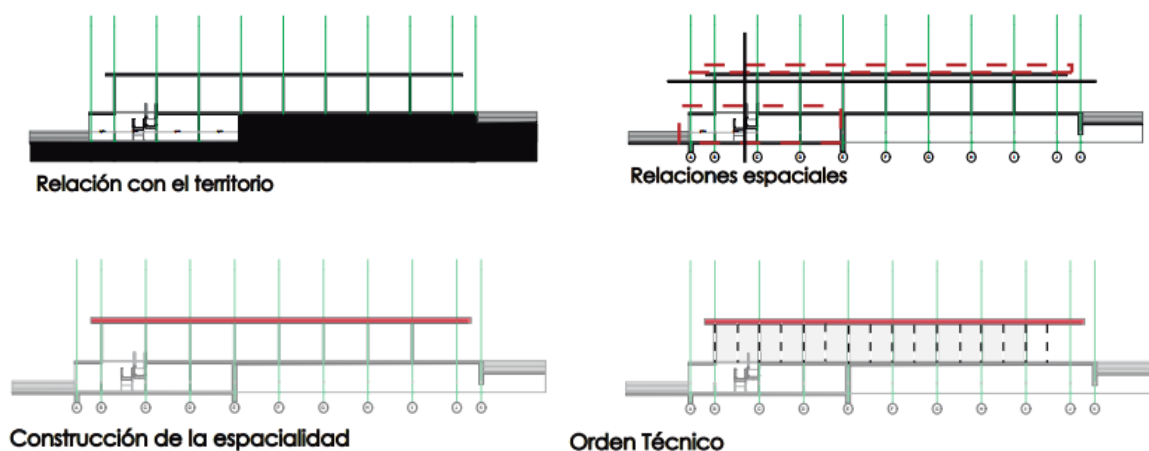 Relación con el territorio
Relaciones espaciales
Construcción de la espacialidad
Orden Técnico